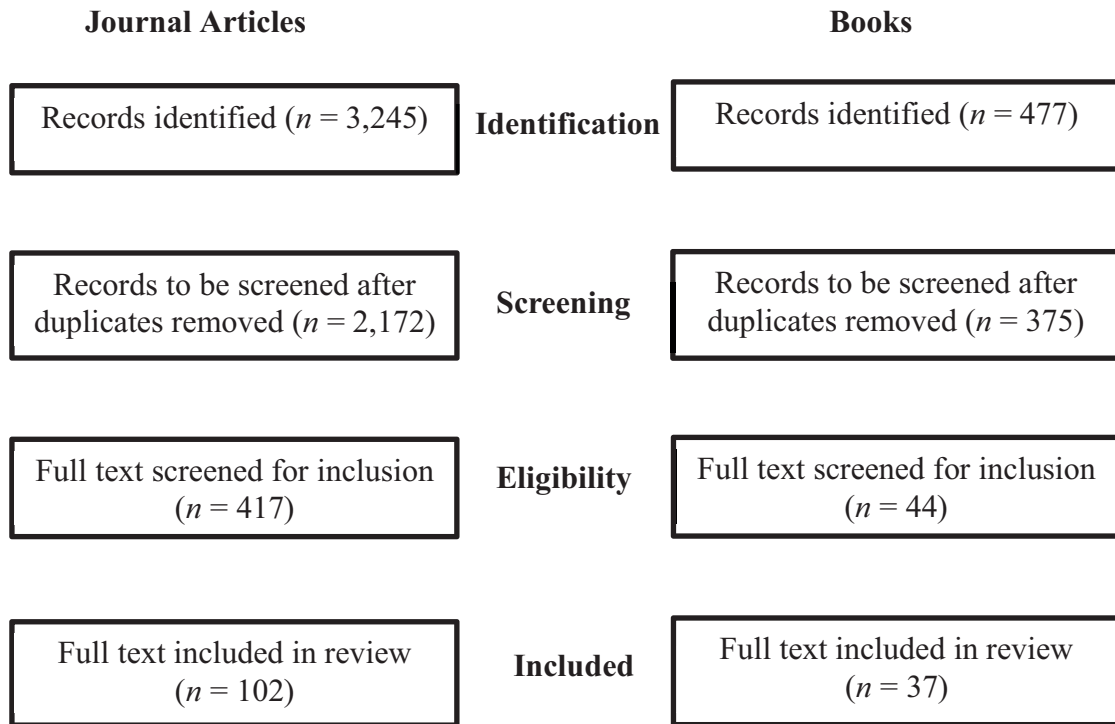 Journal Articles
Books
Records identified (n = 3,245)
Identification
Records identified (n = 477)
Records to be screened after
duplicates removed (n = 2,172)
Screening
Records to be screened after
duplicates removed (n = 375)
Full text screened for inclusion
(n = 417)
Eligibility
Full text screened for inclusion
(n = 44)
Full text included in review
(n = 102)
Included
Full text included in review
(n = 37)